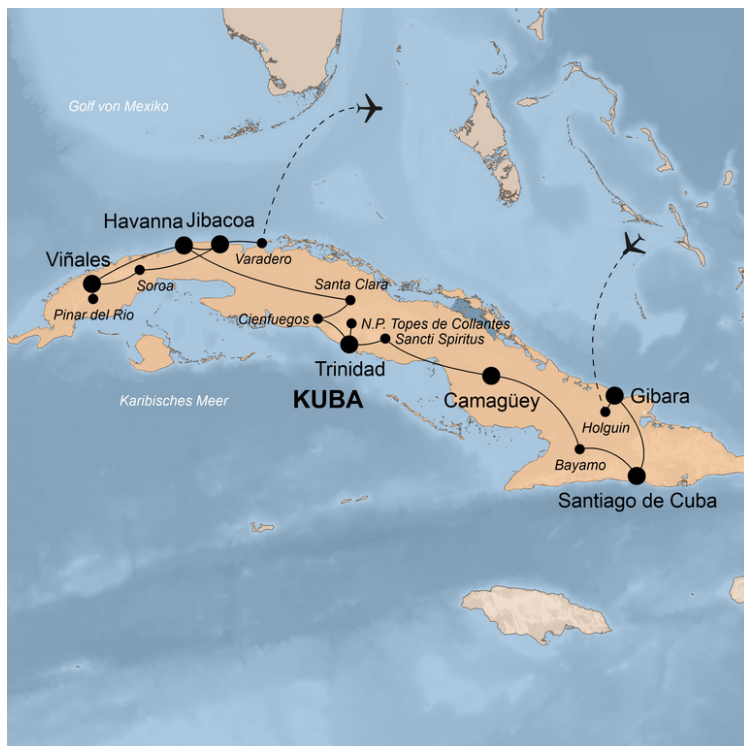 Golf von Mexiko
Havanna
Jibacoa
Viñales
Varadero
Soroa
Pinar del Rio
Santa Clara
Cienfuegos
N.P. Topes de Collantes
Sancti Spiritus
Trinidad
Karibisches Meer
KUBA
Camagüey
Gibara
Holguin
Bayamo
Santiago de Cuba